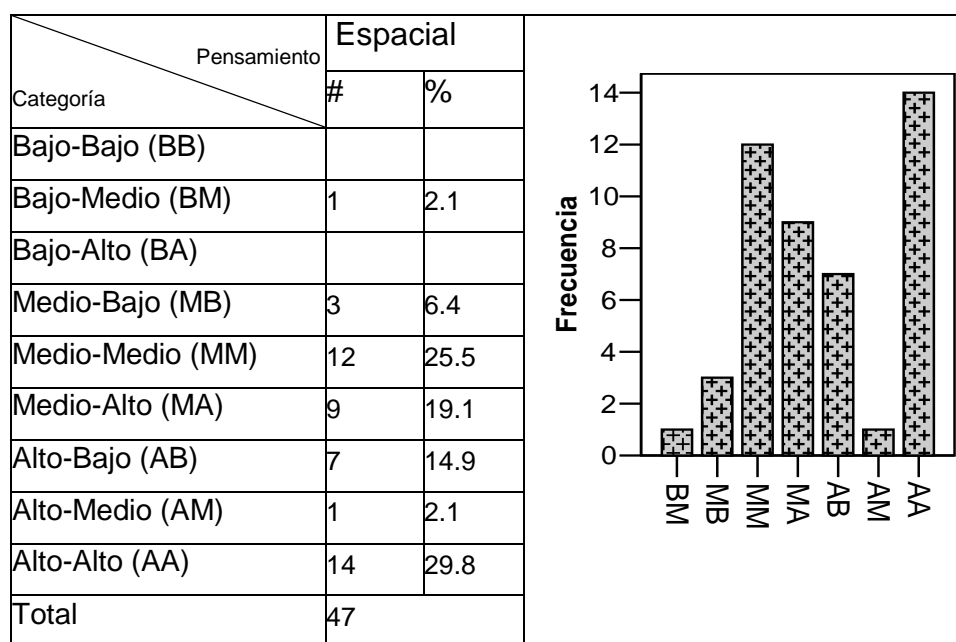 Pensamiento
Categoría
Espacial
# %
Bajo-Bajo (BB)
Bajo-Medio (BM) 1 2.1
Bajo-Alto (BA)
Medio-Bajo (MB) 3 6.4
Medio-Medio (MM) 12 25.5
Medio-Alto (MA) 9 19.1
Alto-Bajo (AB) 7 14.9
Alto-Medio (AM) 1 2.1
Alto-Alto (AA) 14 29.8
Total 47
Frecuencia
14
12
10
8
6
4
2
0
BM MB MM MA AB AM AA